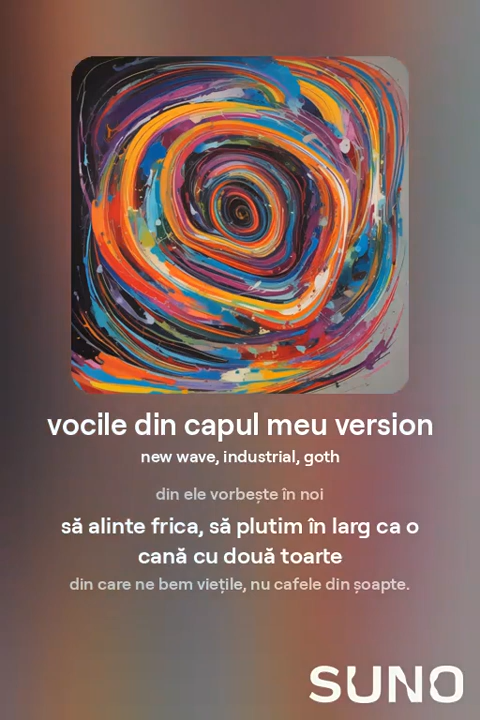 vocile din capul meu version
new wave, industrial, goth
din ele vorbește în noi
să alinte frica, să plutim în larg ca o
cană cu două toarte
din care ne bem viețile, nu cafele din șoapte.
SUNO